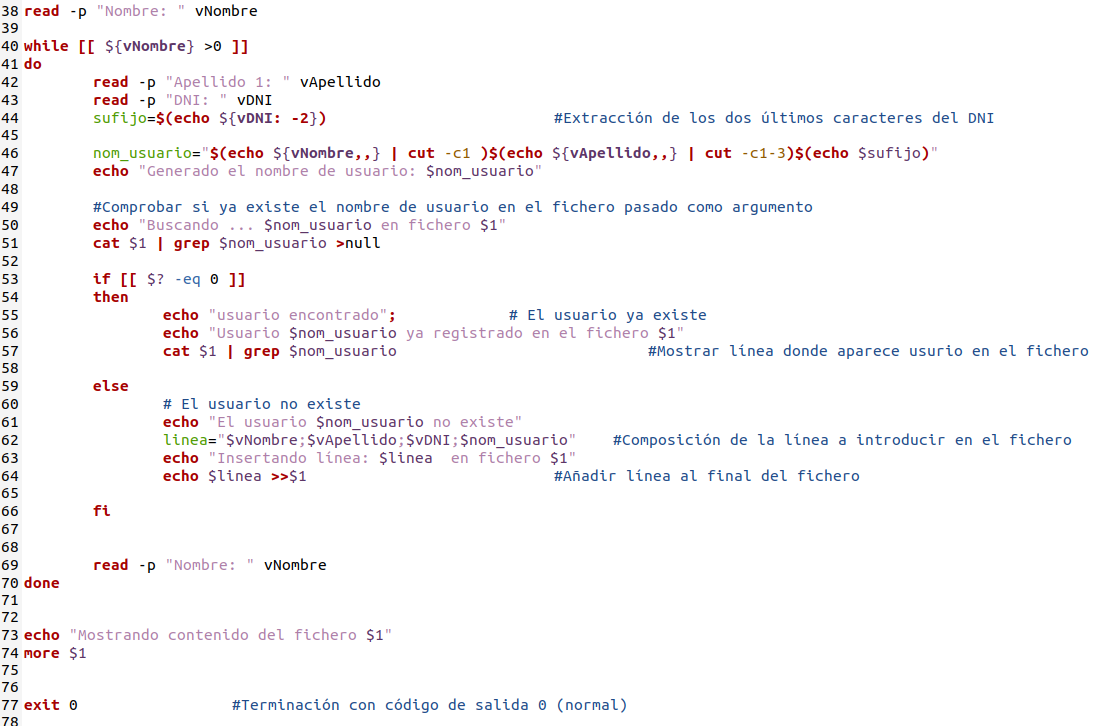 38 read -p "Nombre: " vNombre
39
40 while [[ ${vNombre} >0 ]]
41 do
42 read -p "Apellido 1: " vApellido
43 read -p "DNI: " vDNI
44 sufijo=$(echo ${vDNI: -2}) #Extracción de los dos últimos caracteres del DNI
45
46 nom_usuario="$(echo ${vNombre,,} | cut -c1 )$(echo ${vApellido,,} | cut -c1-3)$(echo $sufijo)"
47 echo "Generado el nombre de usuario: $nom_usuario"
48
49 #Comprobar si ya existe el nombre de usuario en el fichero pasado como argumento
50 echo "Buscando ... $nom_usuario en fichero $1"
51 cat $1 | grep $nom_usuario >null
52
53 if [[ $? -eq 0 ]]
54 then
55 echo "usuario encontrado"; # El usuario ya existe
56 echo "Usuario $nom_usuario ya registrado en el fichero $1"
57 cat $1 | grep $nom_usuario #Mostrar línea donde aparece usurio en el fichero
58
59 else
60 # El usuario no existe
61 echo "El usuario $nom_usuario no existe"
62 linea="$vNombre;$vApellido;$vDNI;$nom_usuario" #Composición de la línea a introducir en el fichero
63 echo "Insertando línea: $linea  en fichero $1"
64 echo $linea >>$1 #Añadir línea al final del fichero
65
66 fi
67
68
69 read -p "Nombre: " vNombre
70 done
71
72
73 echo "Mostrando contenido del fichero $1"
74 more $1
75
76
77 exit 0 #Terminación con código de salida 0 (normal)
78